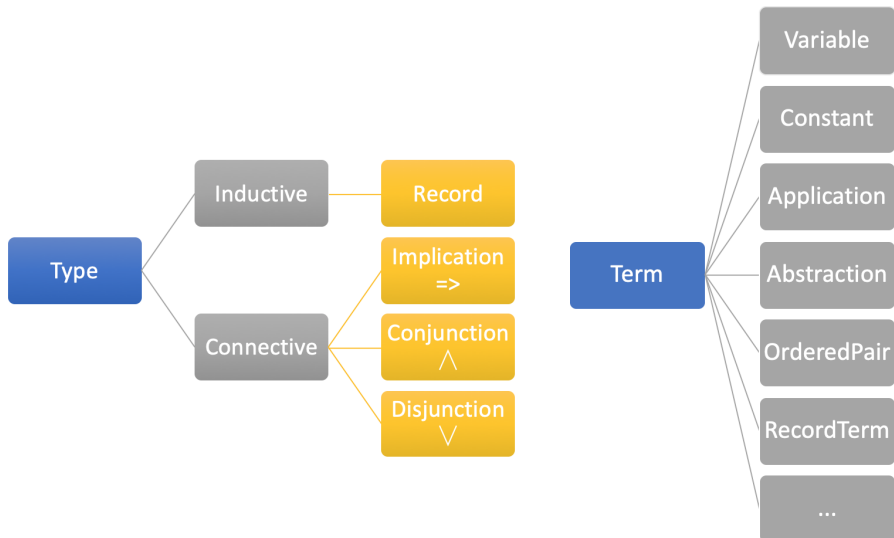 Type
Inductive
Connective
Record
Implication
=>
Conjunction
/\
Disjunction
\/
Term
Variable
Constant
Application
Abstraction
OrderedPair
RecordTerm
...